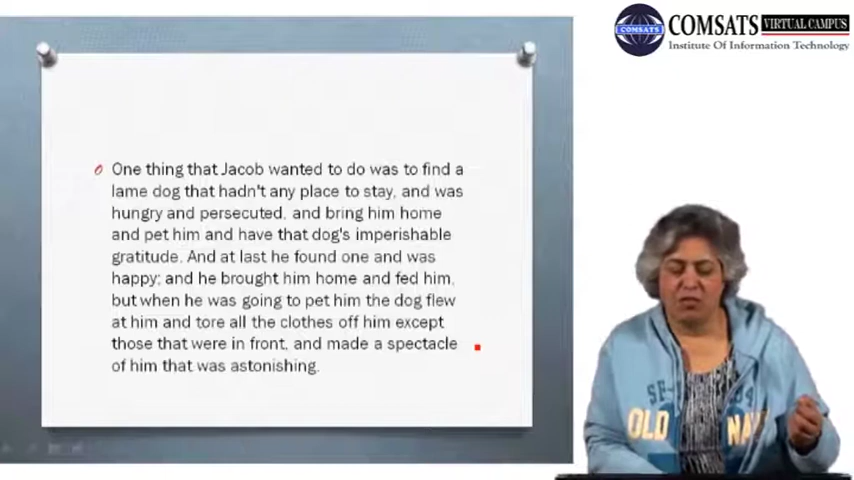 COMSATS VIRTUAL CAMPUS
COMSATS
Institute Of Information Technology
One thing that Jacob wanted to do was to find a
lame dog that hadn't any place to stay, and was
hungry and persecuted, and bring him home
and pet him and have that dog's imperishable
gratitude. And at last he found one and was
happy; and he brought him home and fed him,
but when he was going to pet him the dog flew
at him and tore all the clothes off him except
those that were in front, and made a spectacle
of him that was astonishing.
OLD NA